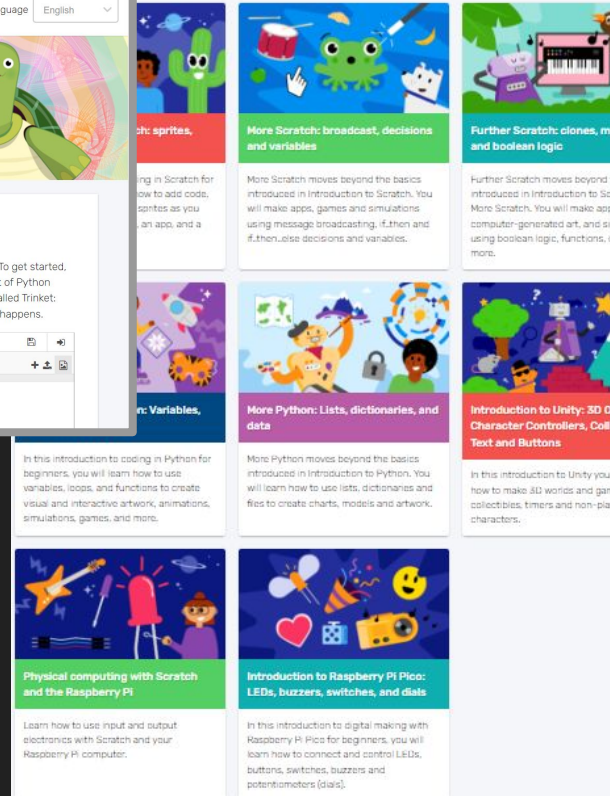 guage English
To get started,
t of Python
alled Trinket:
happens.
ch: sprites,
ing in Scratch for
ow to add code,
sprites as you
, an app, and a
More Scratch: broadcast, decisions
and variables
More Scratch moves beyond the basics
introduced in Introduction to Scratch. You
will make apps, games and simulations
using message broadcasting, if..then and
if..then..else decisions and variables.
Further Scratch: clones, m
and boolean logic
Further Scratch moves beyond
introduced in Introduction to Sc
More Scratch. You will make app
computer-generated art, and si
using boolean logic, functions,
more.
n: Variables,
In this introduction to coding in Python for
beginners, you will learn how to use
variables, loops, and functions to create
visual and interactive artwork, animations,
simulations, games, and more.
More Python: Lists, dictionaries, and
data
More Python moves beyond the basics
introduced in Introduction to Python. You
will learn how to use lists, dictionaries and
files to create charts, models and artwork.
Introduction to Unity: 3D
Character Controllers, Coll
Text and Buttons
In this introduction to Unity you
how to make 3D worlds and gam
collectibles, timers and non-pla
characters.
Physical computing with Scratch
and the Raspberry Pi
Learn how to use input and output
electronics with Scratch and your
Raspberry Pi computer.
Introduction to Raspberry Pi Pico:
LEDs, buzzers, switches, and dials
In this introduction to digital making with
Raspberry Pi Pico for beginners, you will
learn how to connect and control LEDs,
buttons, switches, buzzers and
potentiometers (dials).